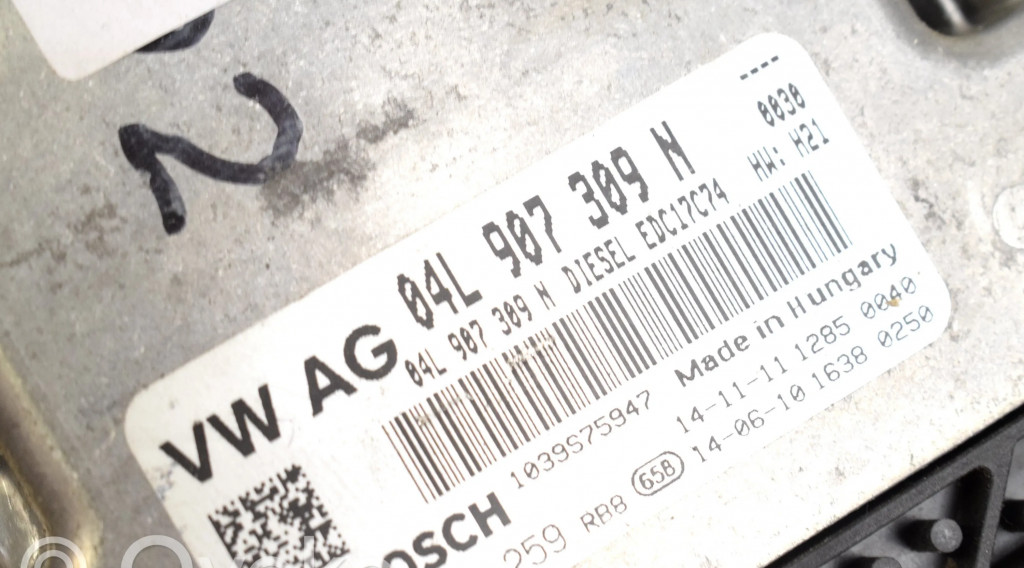 2
----
0030
VW AG 04L 907 309 N HW: H21
04L 907 309 N DIESEL EDC17C74
1039S75947 Made in Hungary
14-11-11 1285 0040
259 RB8 658 14-06-10 1638 0250